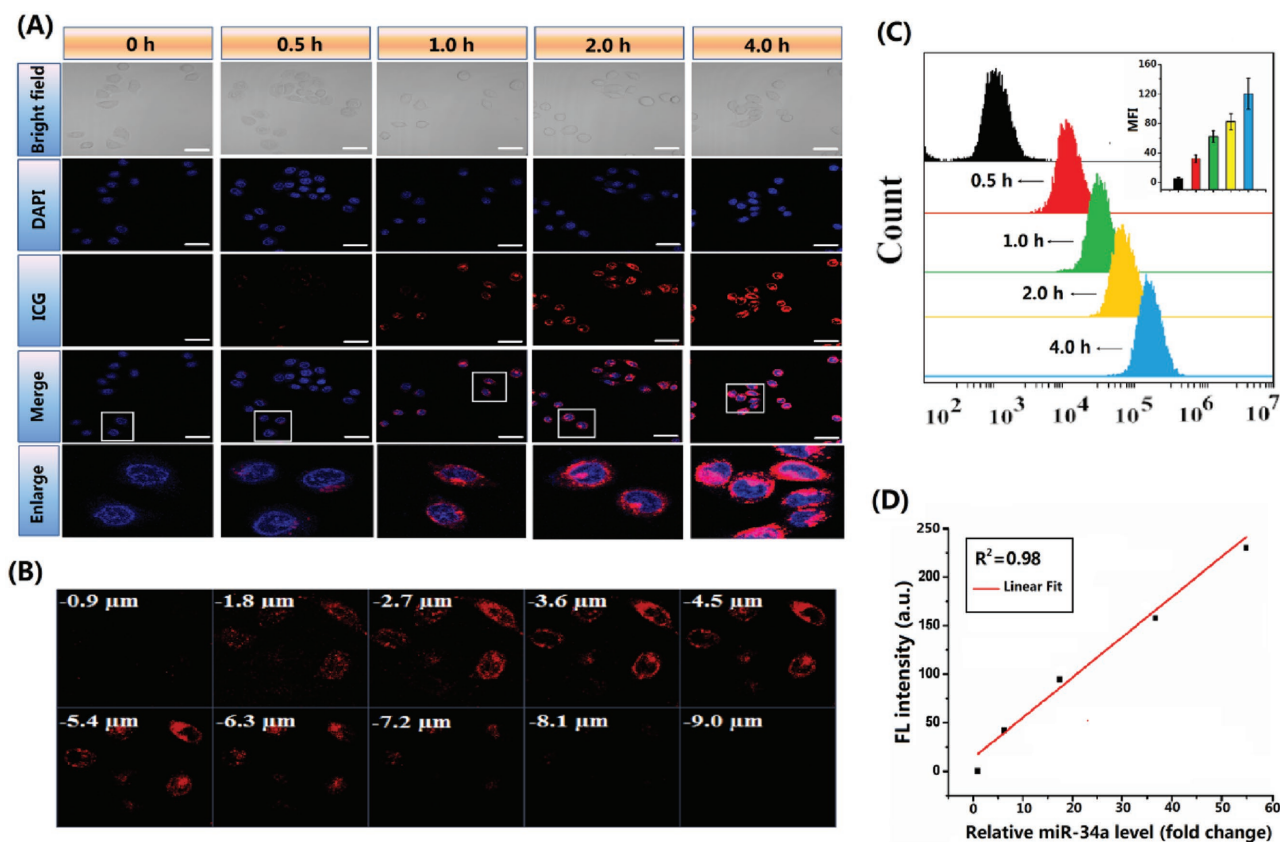 (A)
0 h 0.5 h 1.0 h 2.0 h 4.0 h
Bright field
DAPI
ICG
Merge
Enlarge
(B)
-0.9 μm -1.8 μm -2.7 μm -3.6 μm -4.5 μm
-5.4 μm -6.3 μm -7.2 μm -8.1 μm -9.0 μm
(C)
Count
0.5 h
1.0 h
2.0 h
4.0 h
10² 10³ 10⁴ 10⁵ 10⁶ 10⁷
MFI
160
120
80
40
0
(D)
FL intensity (a.u.)
250
200
150
100
50
0
R²=0.98
Linear Fit
0 10 20 30 40 50 60
Relative miR-34a level (fold change)